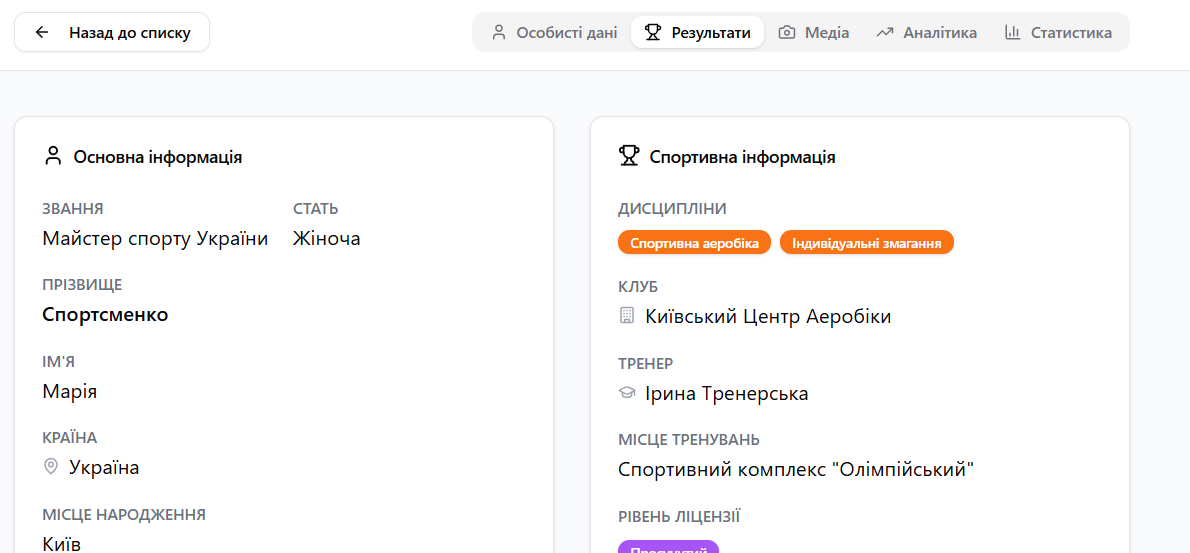 Назад до списку
Особисті дані
Результати
Медіа
Аналітика
Статистика
Основна інформація
ЗВАННЯ
Майстер спорту України
СТАТЬ
Жіноча
ПРІЗВИЩЕ
Спортсменко
ІМ'Я
Марія
КРАЇНА
Україна
МІСЦЕ НАРОДЖЕННЯ
Київ
Спортивна інформація
ДИСЦИПЛІНИ
Спортивна аеробіка
Індивідуальні змагання
КЛУБ
Київський Центр Аеробіки
ТРЕНЕР
Ірина Тренерська
МІСЦЕ ТРЕНУВАНЬ
Спортивний комплекс "Олімпійський"
РІВЕНЬ ЛІЦЕНЗІЇ